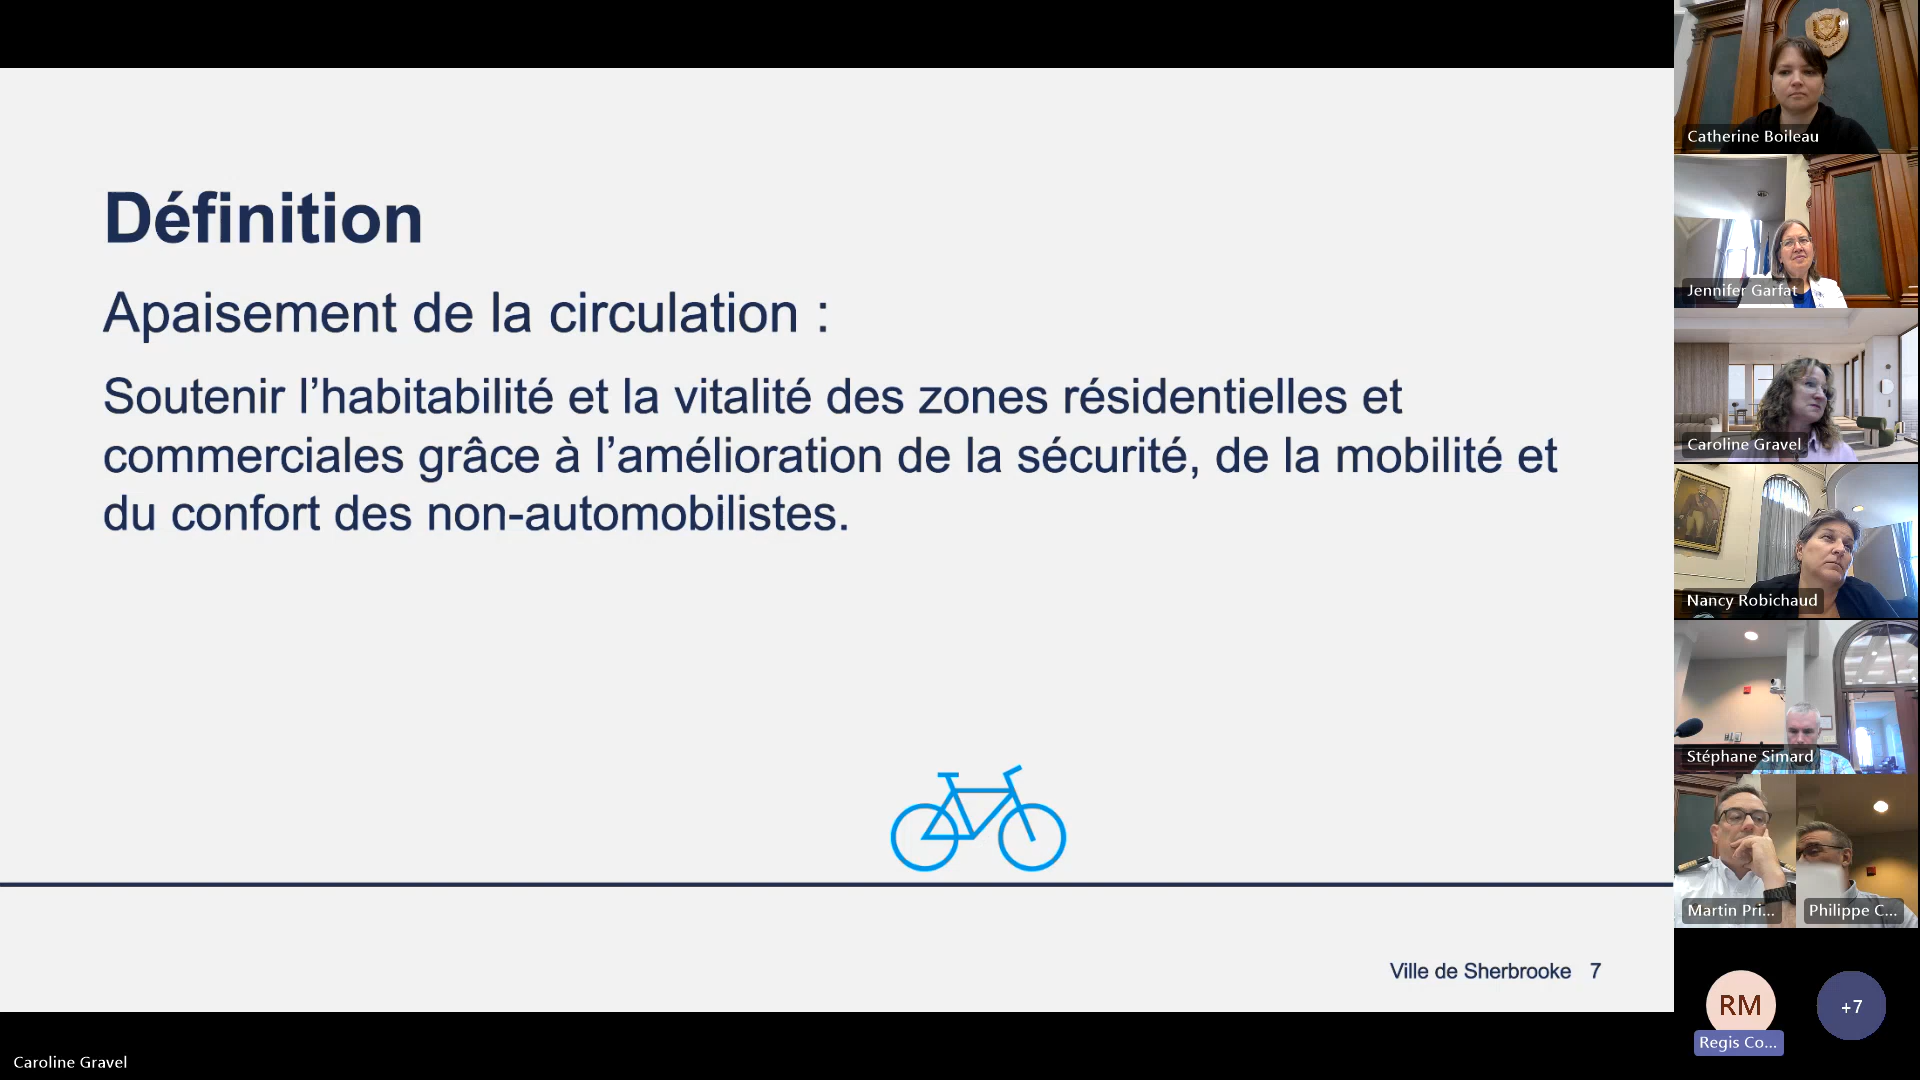 Définition
Apaisement de la circulation :
Soutenir l’habitabilité et la vitalité des zones résidentielles et
commerciales grâce à l’amélioration de la sécurité, de la mobilité et
du confort des non-automobilistes.
Ville de Sherbrooke 7
Caroline Gravel
Catherine Boileau
Jennifer Garfat
Caroline Gravel
Nancy Robichaud
Stéphane Simard
Martin Pri...
Philippe C...
RM
Regis Co...
+7